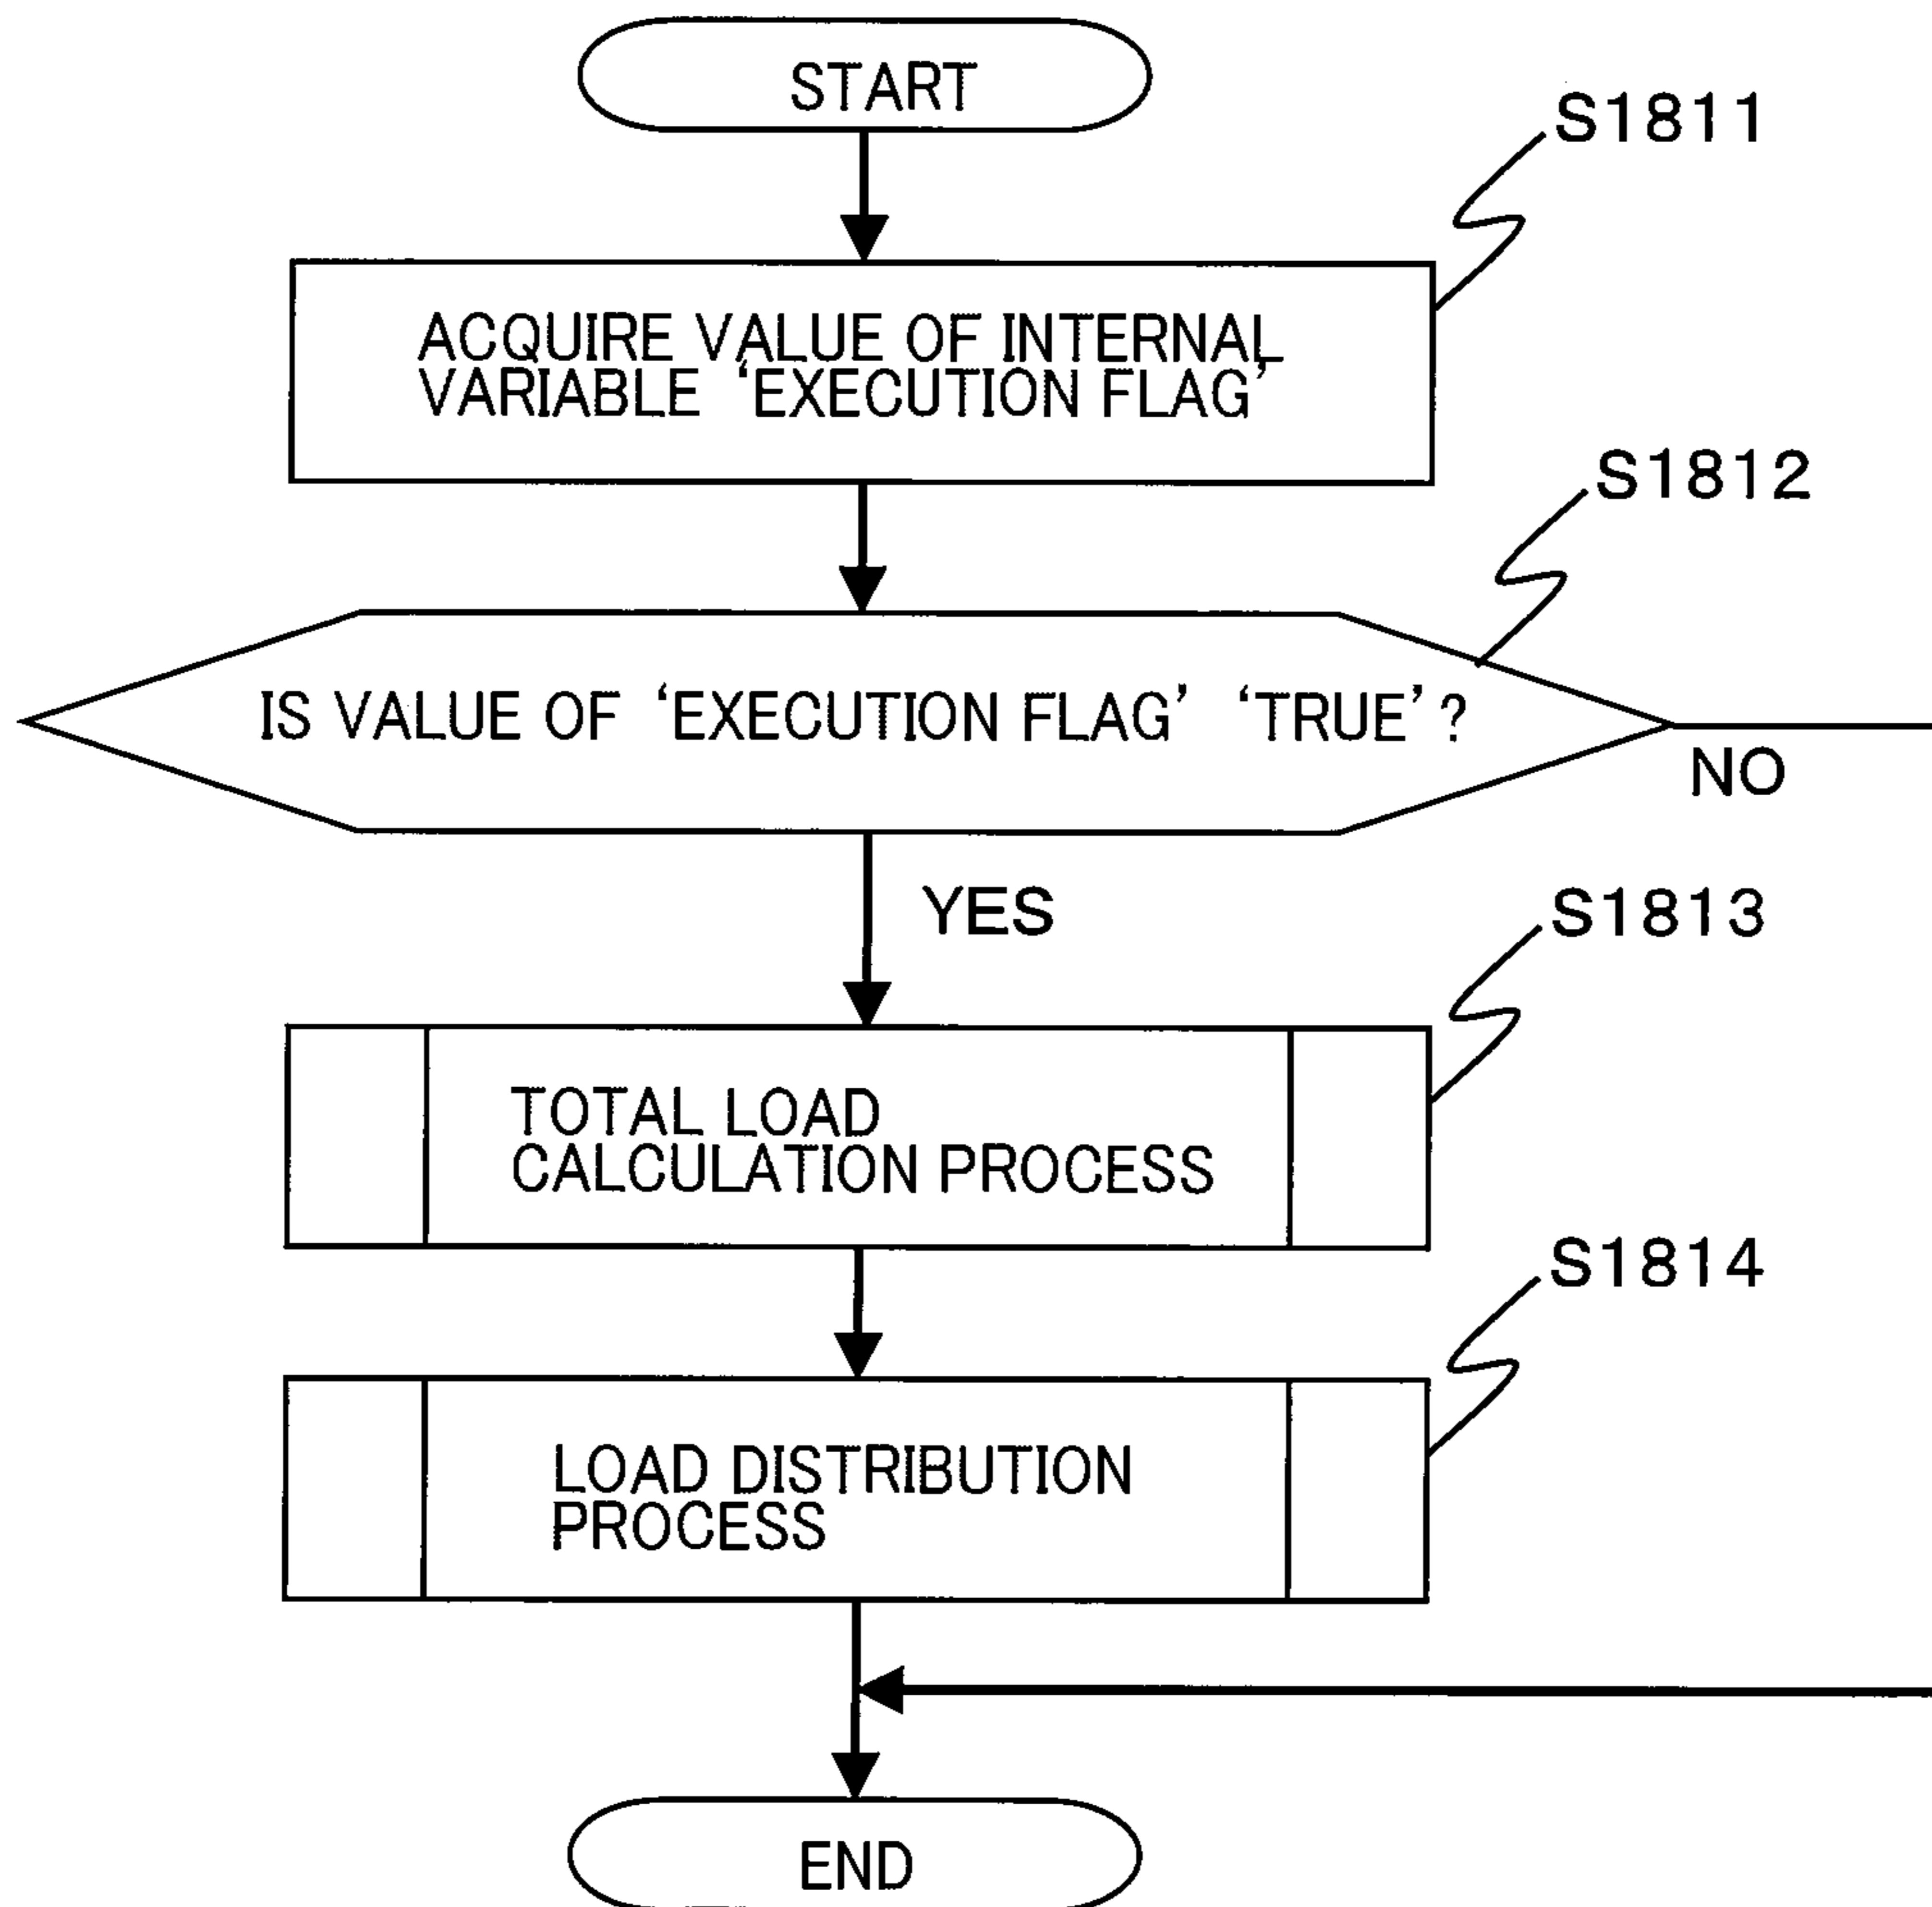 START
S1811
ACQUIRE VALUE OF INTERNAL
VARIABLE ‘EXECUTION FLAG’
S1812
IS VALUE OF ‘EXECUTION FLAG’ ‘TRUE’?
NO
YES
S1813
TOTAL LOAD
CALCULATION PROCESS
S1814
LOAD DISTRIBUTION
PROCESS
END